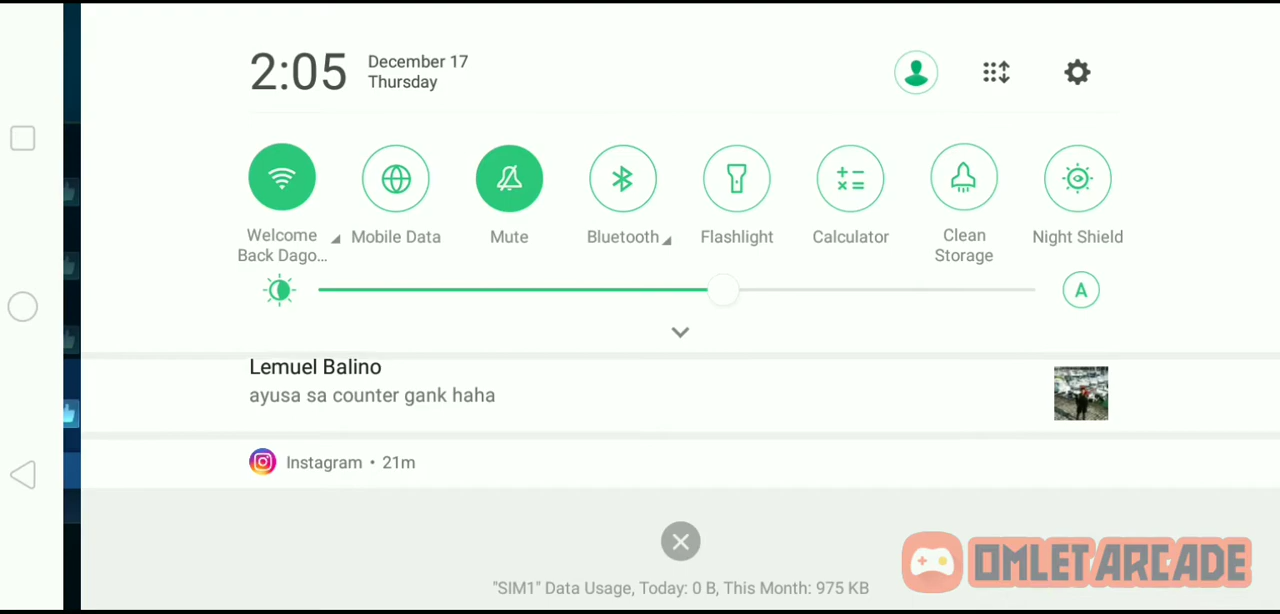 2:05
December 17
Thursday
Welcome
Back Dago...
Mobile Data
Mute
Bluetooth
Flashlight
Calculator
Clean
Storage
Night Shield
A
Lemuel Balino
ayusa sa counter gank haha
Instagram • 21m
OMLET ARCADE
"SIM1" Data Usage, Today: 0 B, This Month: 975 KB